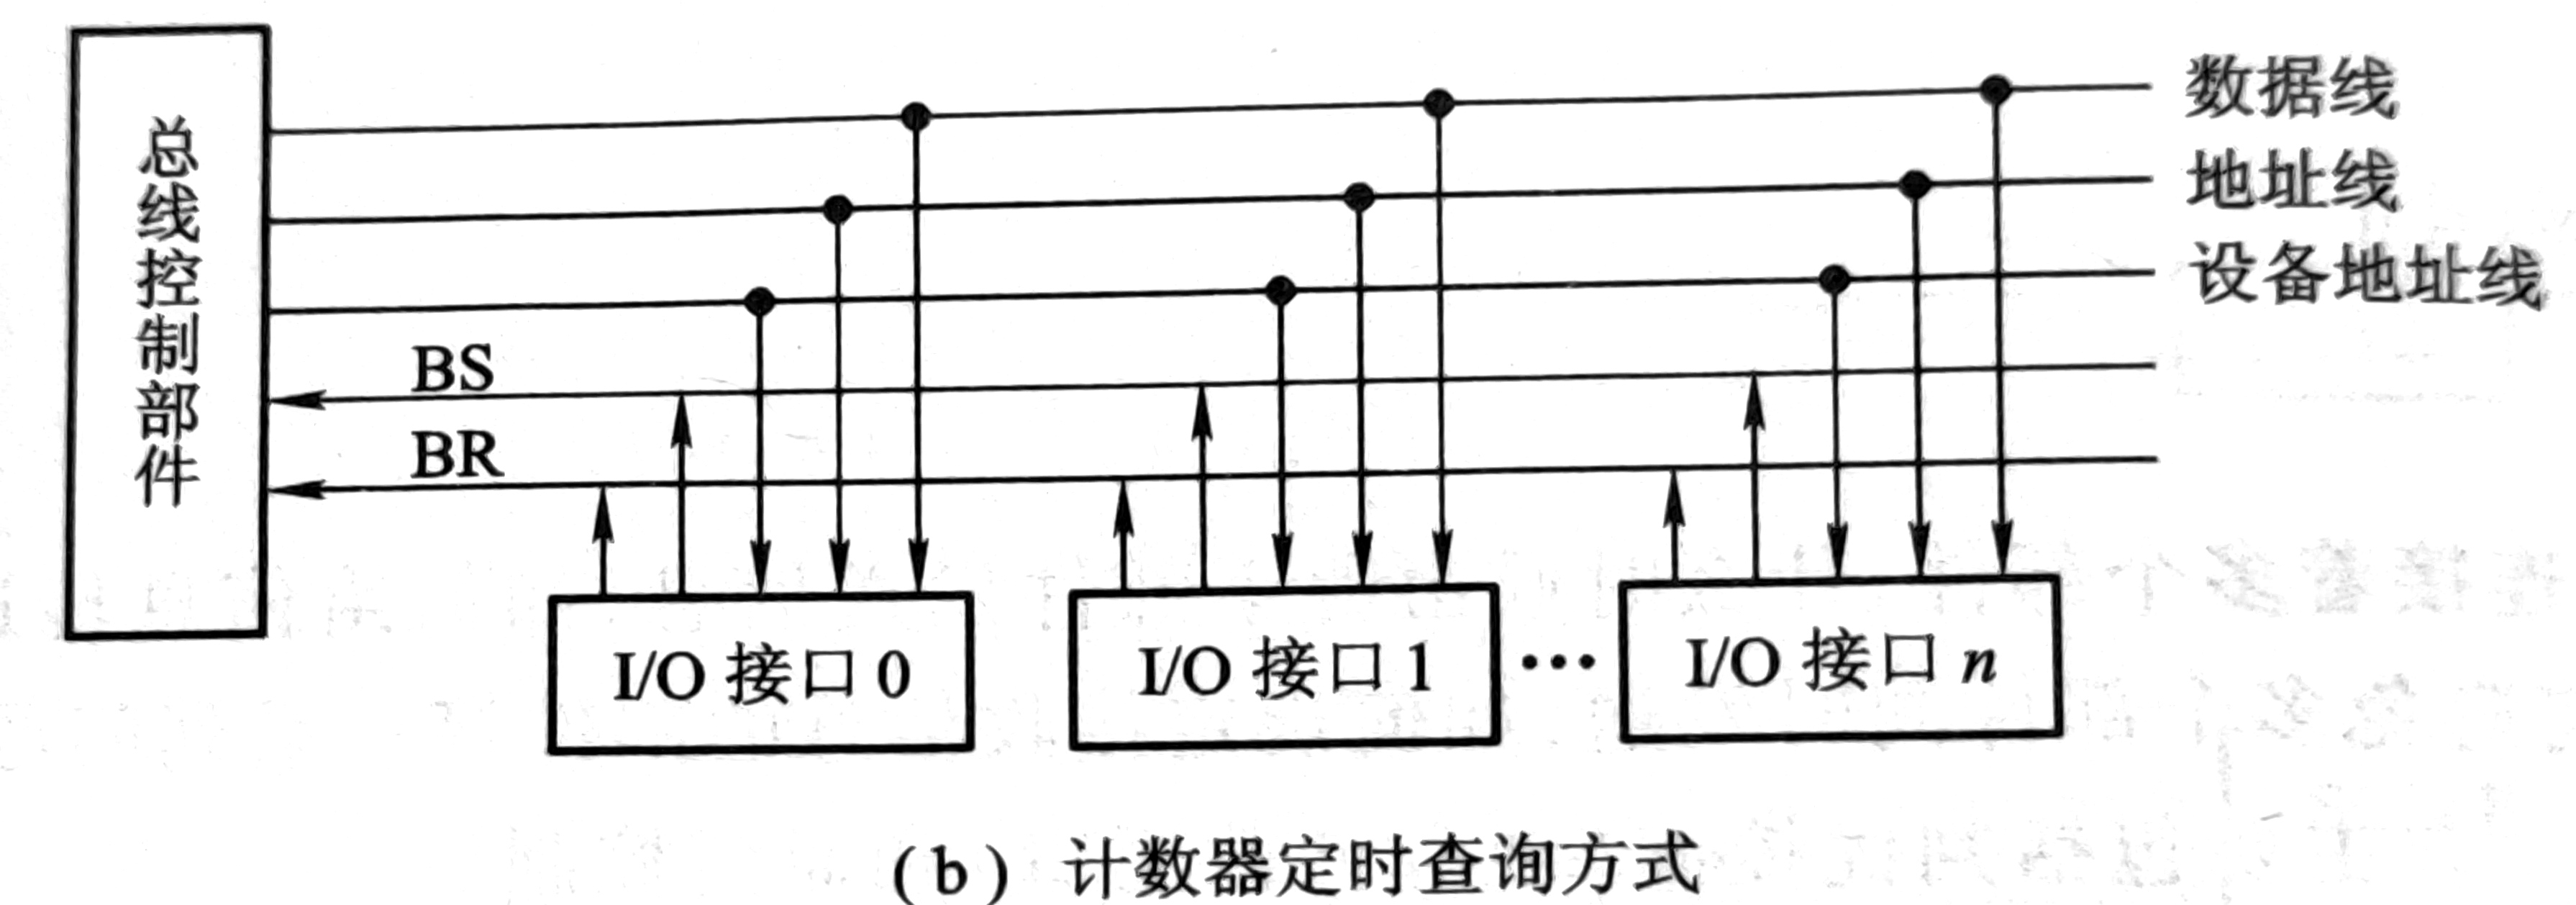 总线控制部件
数据线
地址线
设备地址线
BS
BR
I/O 接口 0
I/O 接口 1
···
I/O 接口 n
(b) 计数器定时查询方式